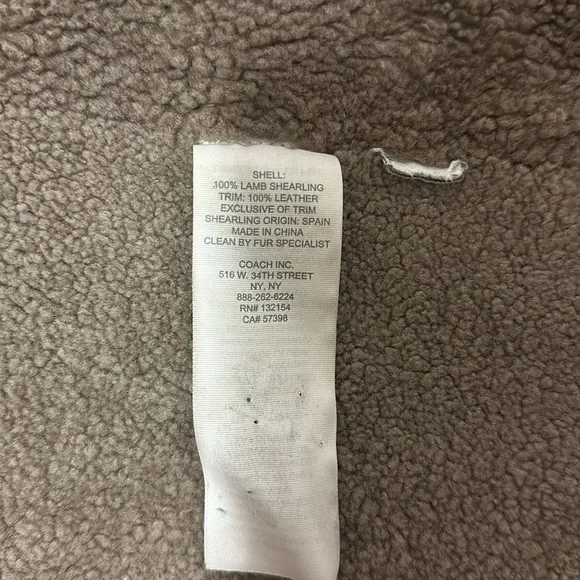 SHELL:
100% LAMB SHEARLING
TRIM: 100% LEATHER
EXCLUSIVE OF TRIM
SHEARLING ORIGIN: SPAIN
MADE IN CHINA
CLEAN BY FUR SPECIALIST
COACH INC.
516 W. 34TH STREET
NY, NY
888-262-6224
RN# 132154
CA# 57398